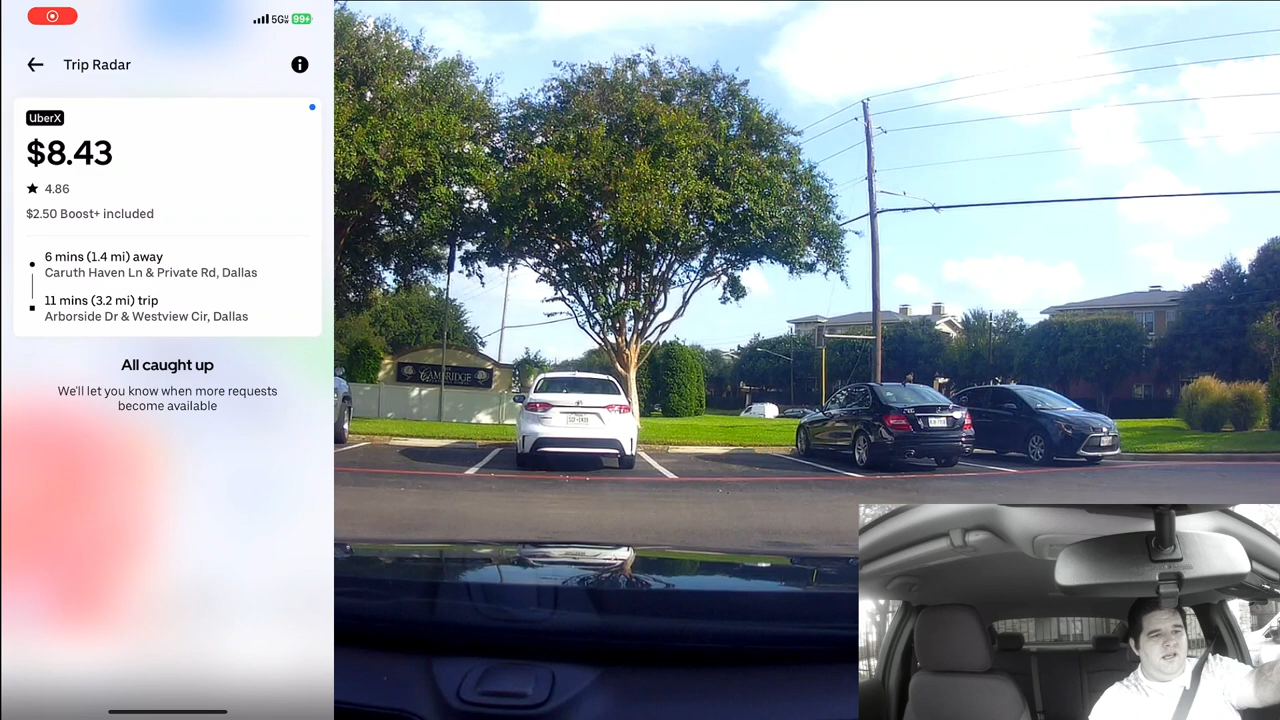 5G
99+
Trip Radar
UberX
$8.43
4.86
$2.50 Boost+ included
6 mins (1.4 mi) away
Caruth Haven Ln & Private Rd, Dallas
11 mins (3.2 mi) trip
Arborside Dr & Westview Cir, Dallas
All caught up
We'll let you know when more requests
become available
CAMBRIDGE